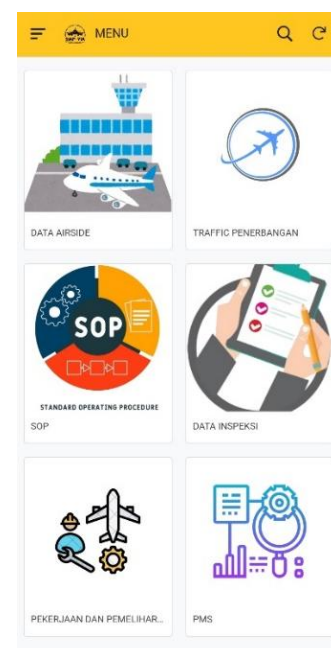 MENU
DATA AIRSIDE
TRAFFIC PENERBANGAN
SOP
STANDARD OPERATING PROCEDURE
SOP
DATA INSPEKSI
PEKERJAAN DAN PEMELIHAR...
PMS